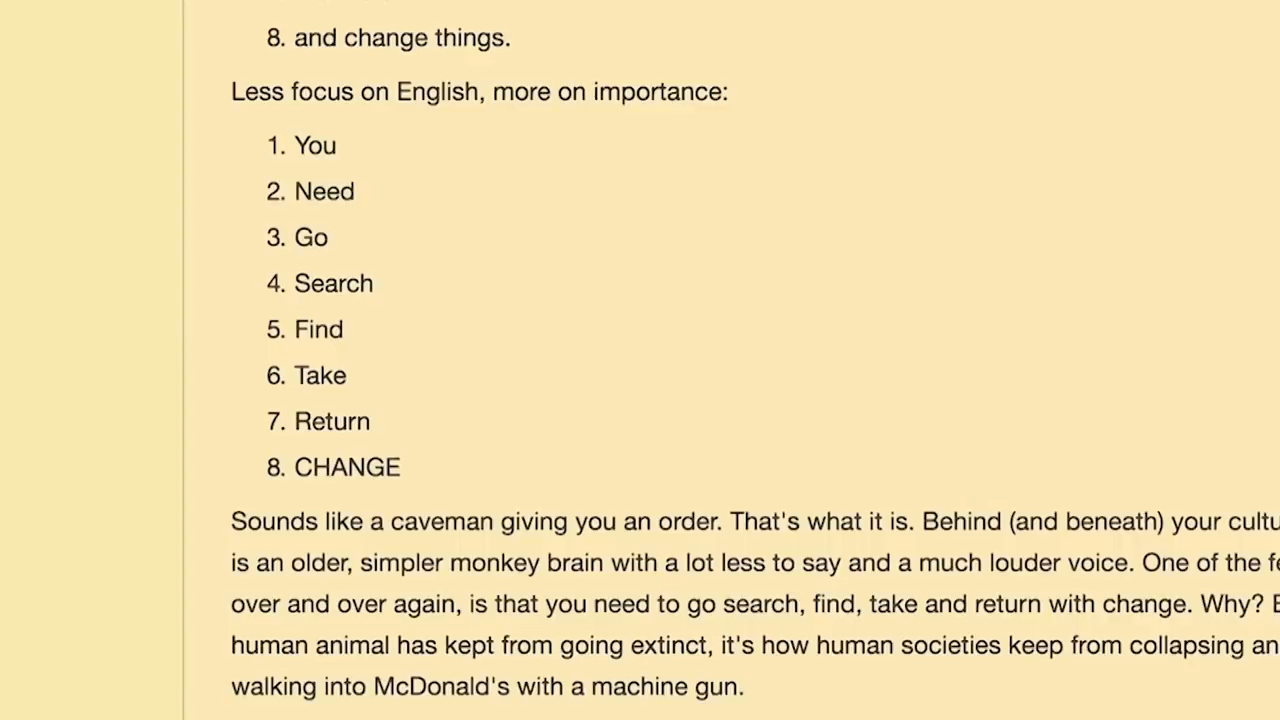 8. and change things.
Less focus on English, more on importance:
1. You
2. Need
3. Go
4. Search
5. Find
6. Take
7. Return
8. CHANGE
Sounds like a caveman giving you an order. That's what it is. Behind (and beneath) your
is an older, simpler monkey brain with a lot less to say and a much louder voice. One of the
over and over again, is that you need to go search, find, take and return with change. Why?
human animal has kept from going extinct, it's how human societies keep from collapsing
walking into McDonald's with a machine gun.